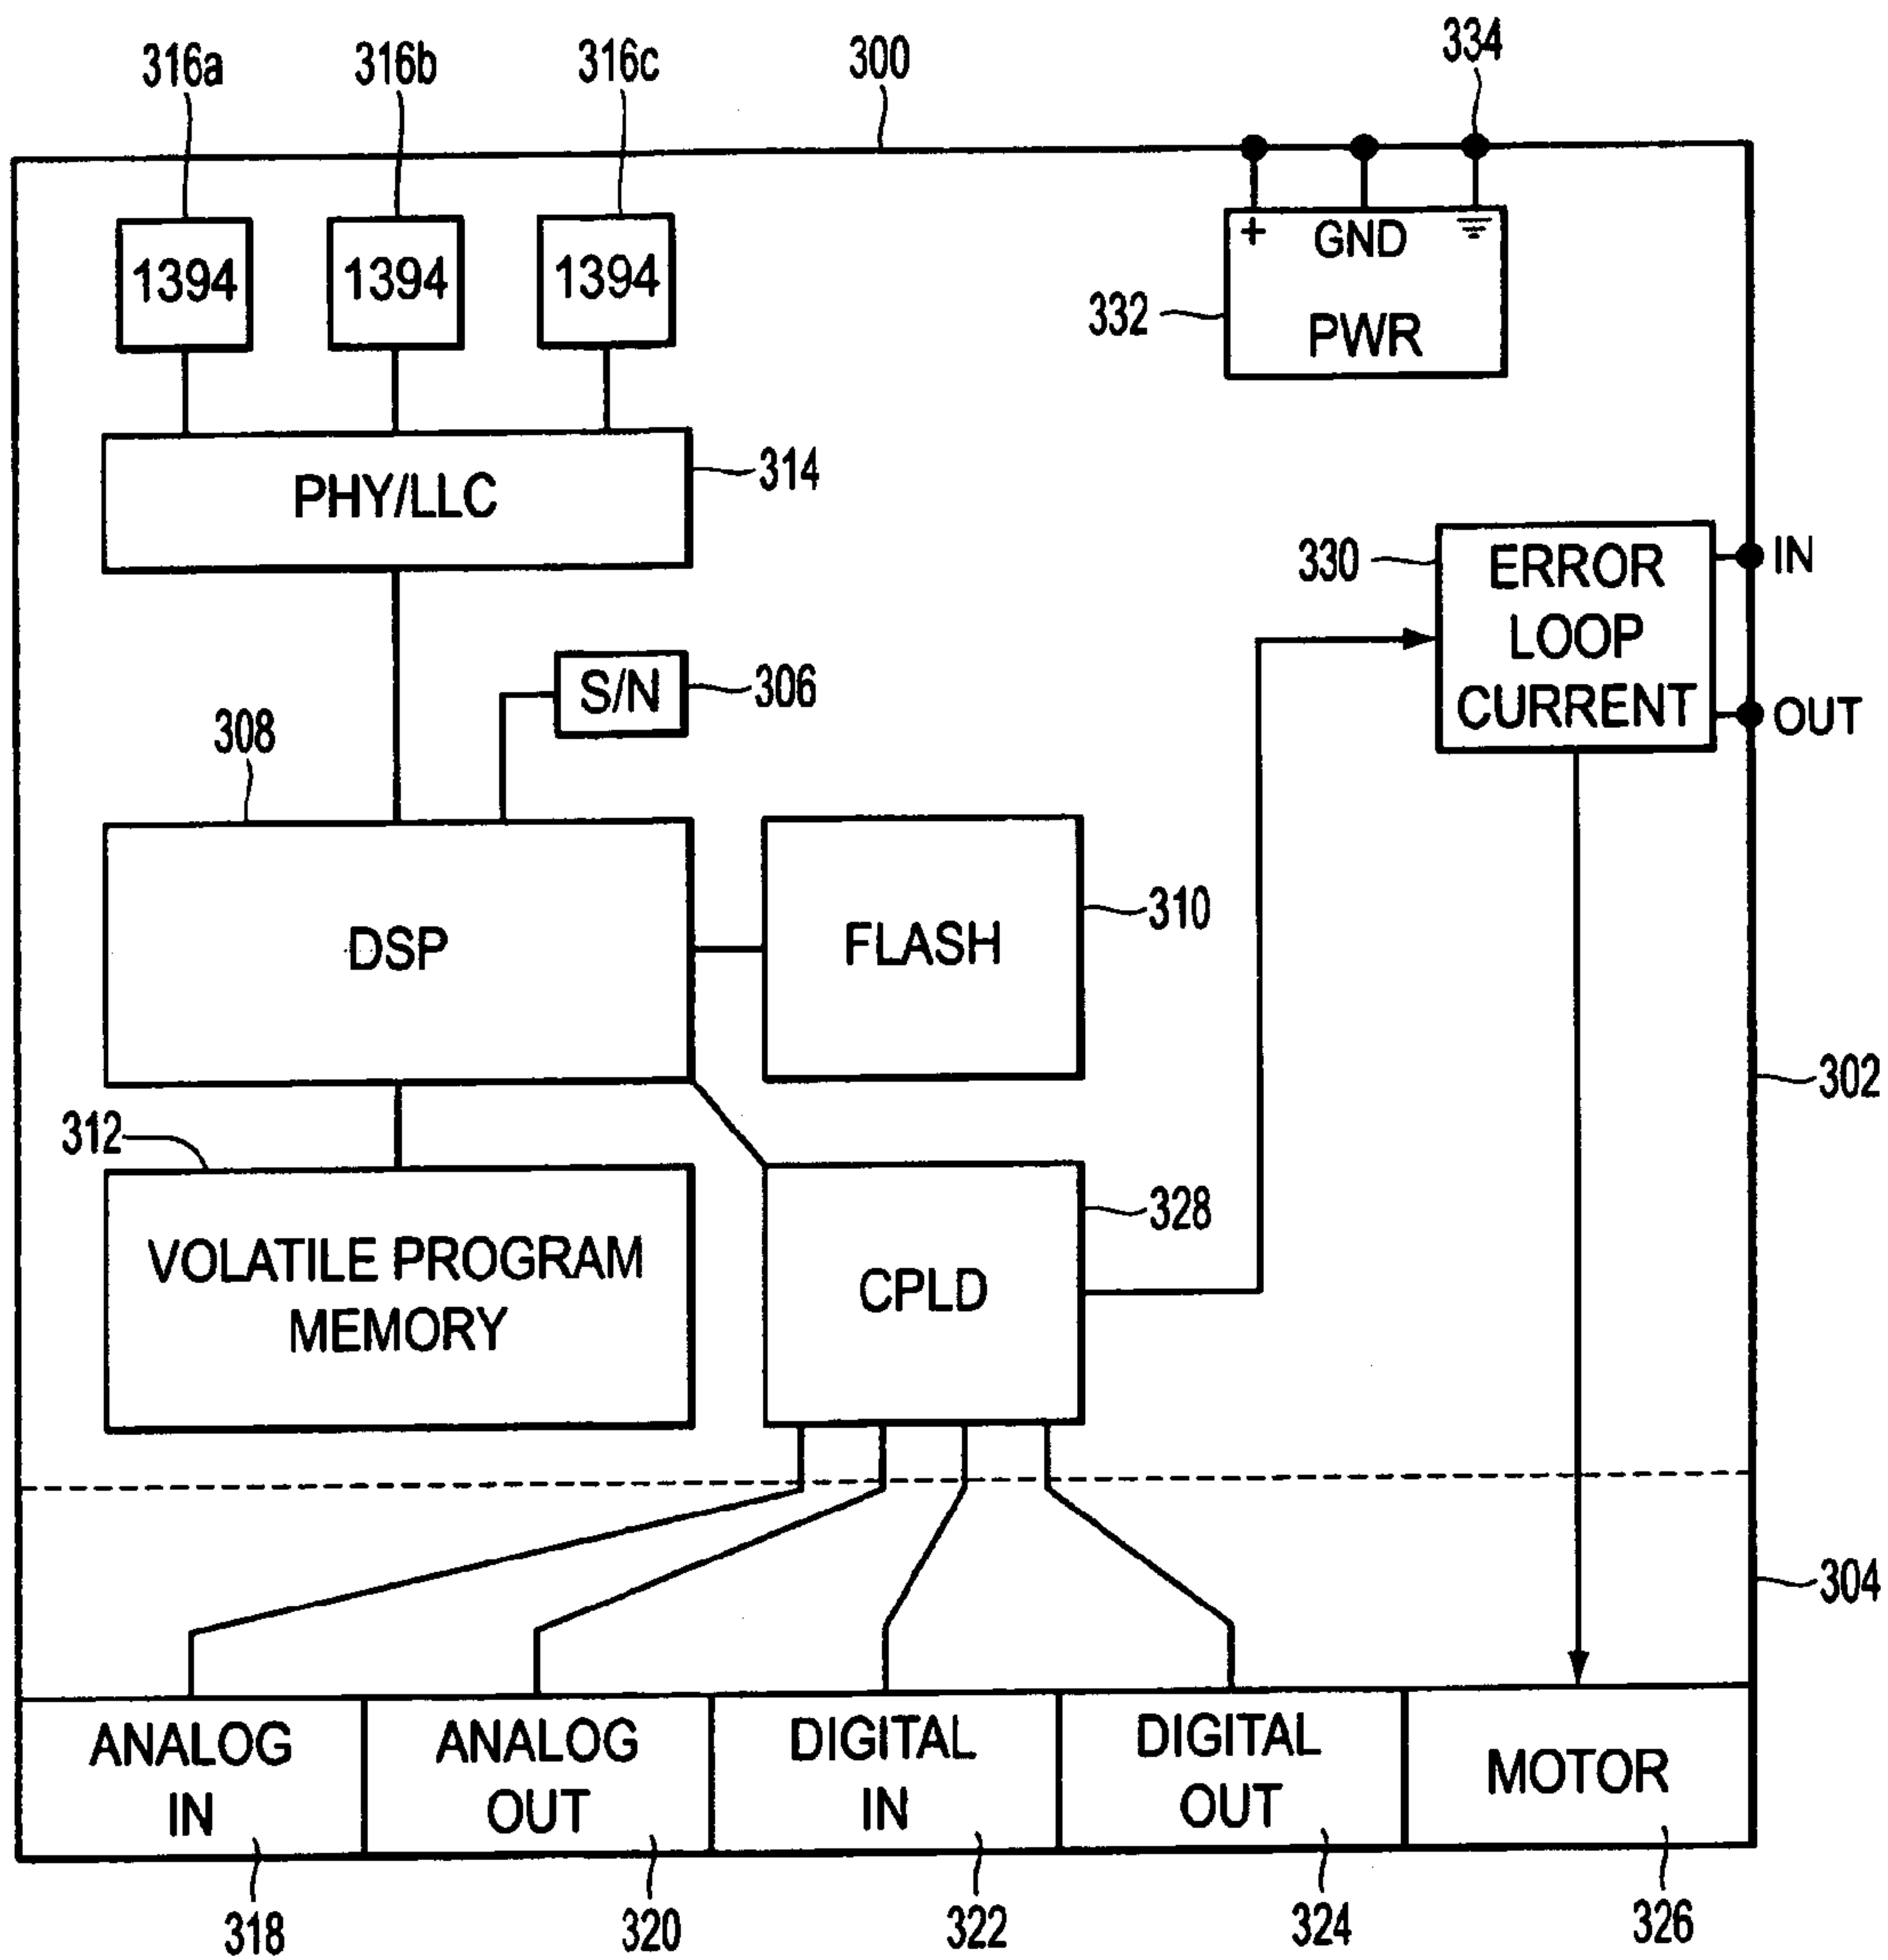 316a
316b
316c
300
334
1394
1394
1394
+ GND
PWR
332
PHY/LLC
314
330
ERROR
LOOP
CURRENT
IN
OUT
S/N
306
308
DSP
FLASH
310
302
312
VOLATILE PROGRAM
MEMORY
CPLD
328
304
ANALOG
IN
ANALOG
OUT
DIGITAL
IN
DIGITAL
OUT
MOTOR
318
320
322
324
326